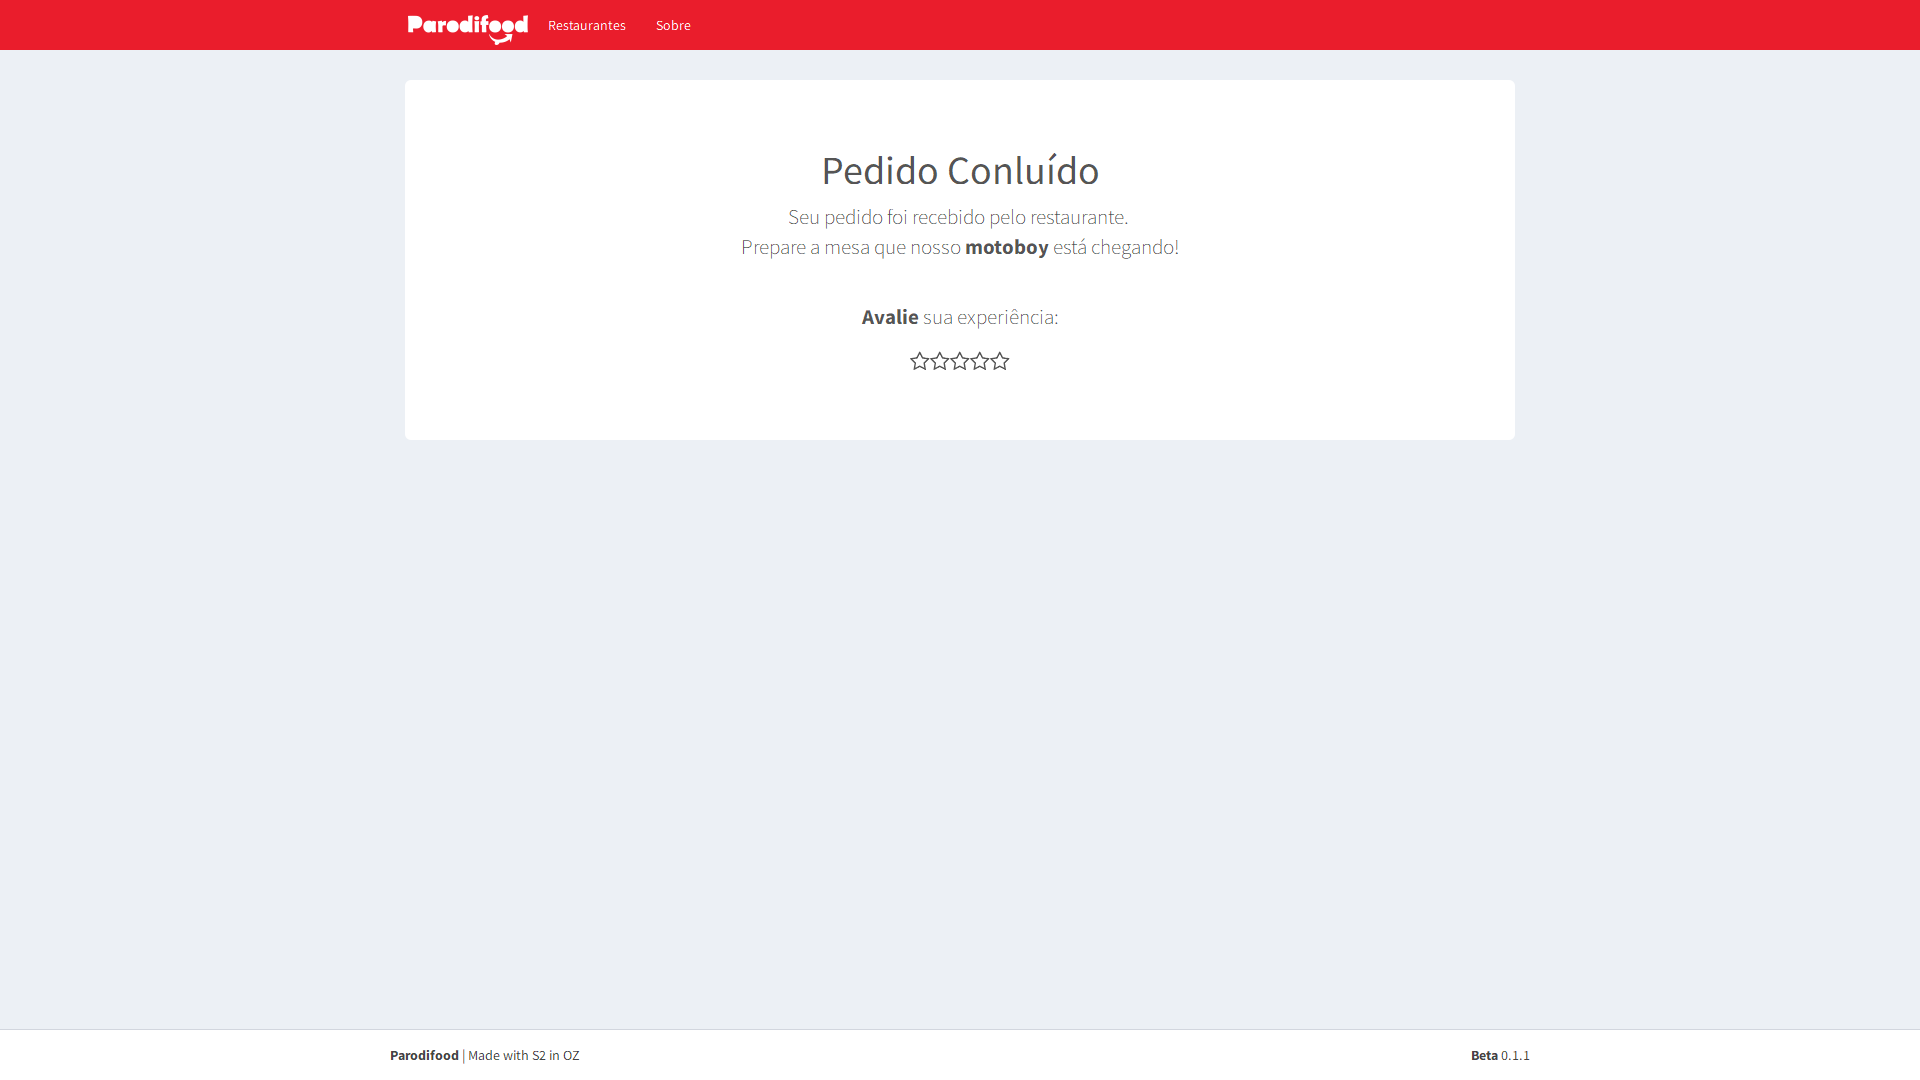 Parodifood Restaurantes Sobre
Pedido Conluído
Seu pedido foi recebido pelo restaurante.
Prepare a mesa que nosso motoboy está chegando!
Avalie sua experiência:
Parodifood | Made with S2 in OZ
Beta 0.1.1